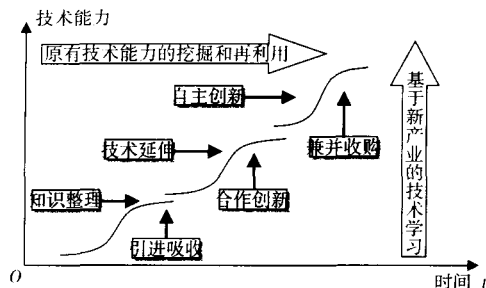 技术能力
原有技术能力的挖掘和再利用
自主创新
技术延伸
兼并收购
知识整理
合作创新
引进吸收
基于新产业的技术学习
O
时间 t